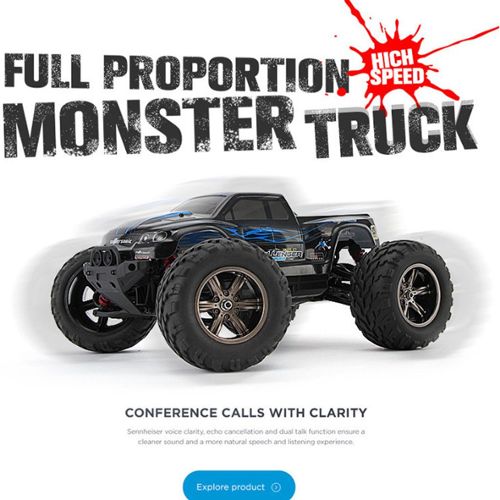 FULL PROPORTION
HIGH
SPEED
MONSTER TRUCK
CONFERENCE CALLS WITH CLARITY
Sennheiser voice clarity, echo cancellation and dual talk function ensure a
cleaner sound and a more natural speech and listening experience.
Explore product